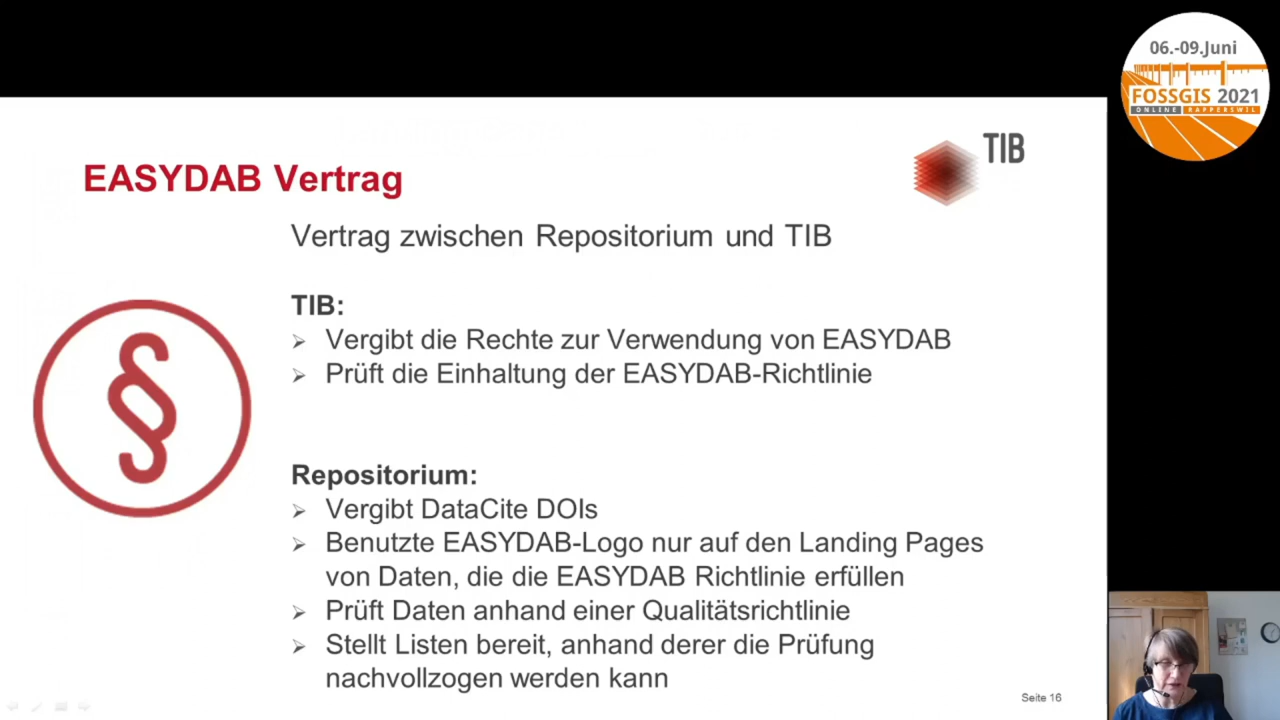 06.-09.Juni
FOSSGIS 2021
ONLINE RAPPERSWIL
TIB
EASYDAB Vertrag
Vertrag zwischen Repositorium und TIB
§
TIB:
➢ Vergibt die Rechte zur Verwendung von EASYDAB
➢ Prüft die Einhaltung der EASYDAB-Richtlinie
Repositorium:
➢ Vergibt DataCite DOIs
➢ Benutzte EASYDAB-Logo nur auf den Landing Pages
von Daten, die die EASYDAB Richtlinie erfüllen
➢ Prüft Daten anhand einer Qualitätsrichtlinie
➢ Stellt Listen bereit, anhand derer die Prüfung
nachvollzogen werden kann
Seite 16